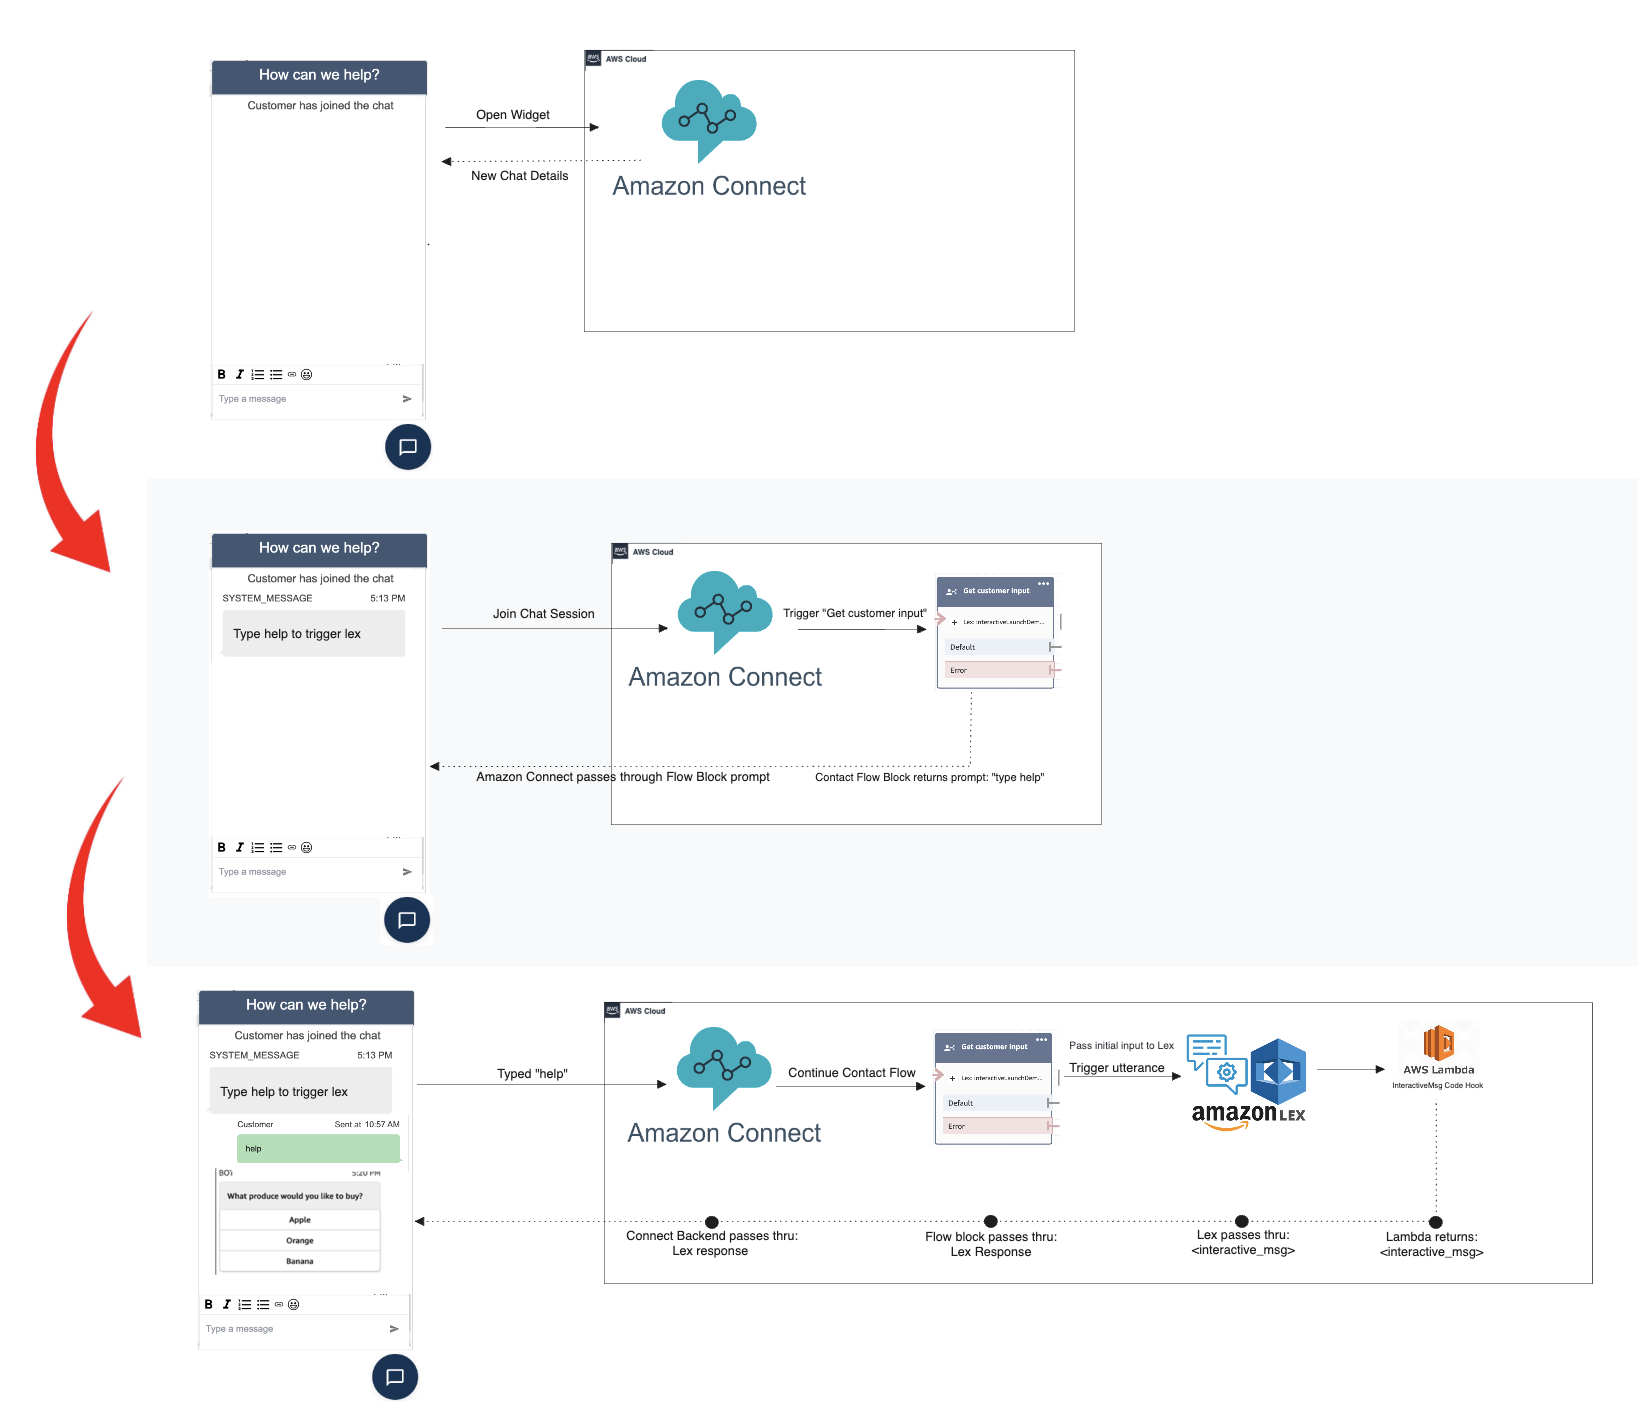 How can we help?
Customer has joined the chat
B I
Type a message
Open Widget
New Chat Details
aws AWS Cloud
Amazon Connect
How can we help?
Customer has joined the chat
SYSTEM_MESSAGE 5:13 PM
Type help to trigger lex
B I
Type a message
Join Chat Session
aws AWS Cloud
Amazon Connect
Trigger "Get customer input"
Get customer input
Lex: interactiveLaunchDem...
Default
Error
Amazon Connect passes through Flow Block prompt
Contact Flow Block returns prompt: "type help"
How can we help?
Customer has joined the chat
SYSTEM_MESSAGE 5:13 PM
Type help to trigger lex
Customer Sent at 10:57 AM
help
BOT 5:20 PM
What produce would you like to buy?
Apple
Orange
Banana
B I
Type a message
Typed "help"
aws AWS Cloud
Amazon Connect
Continue Contact Flow
Get customer input
Lex: interactiveLaunchDem...
Default
Error
Pass initial input to Lex
Trigger utterance
amazon LEX
AWS Lambda
InteractiveMsg Code Hook
Connect Backend passes thru:
Lex response
Flow block passes thru:
Lex Response
Lex passes thru:
<interactive_msg>
Lambda returns:
<interactive_msg>